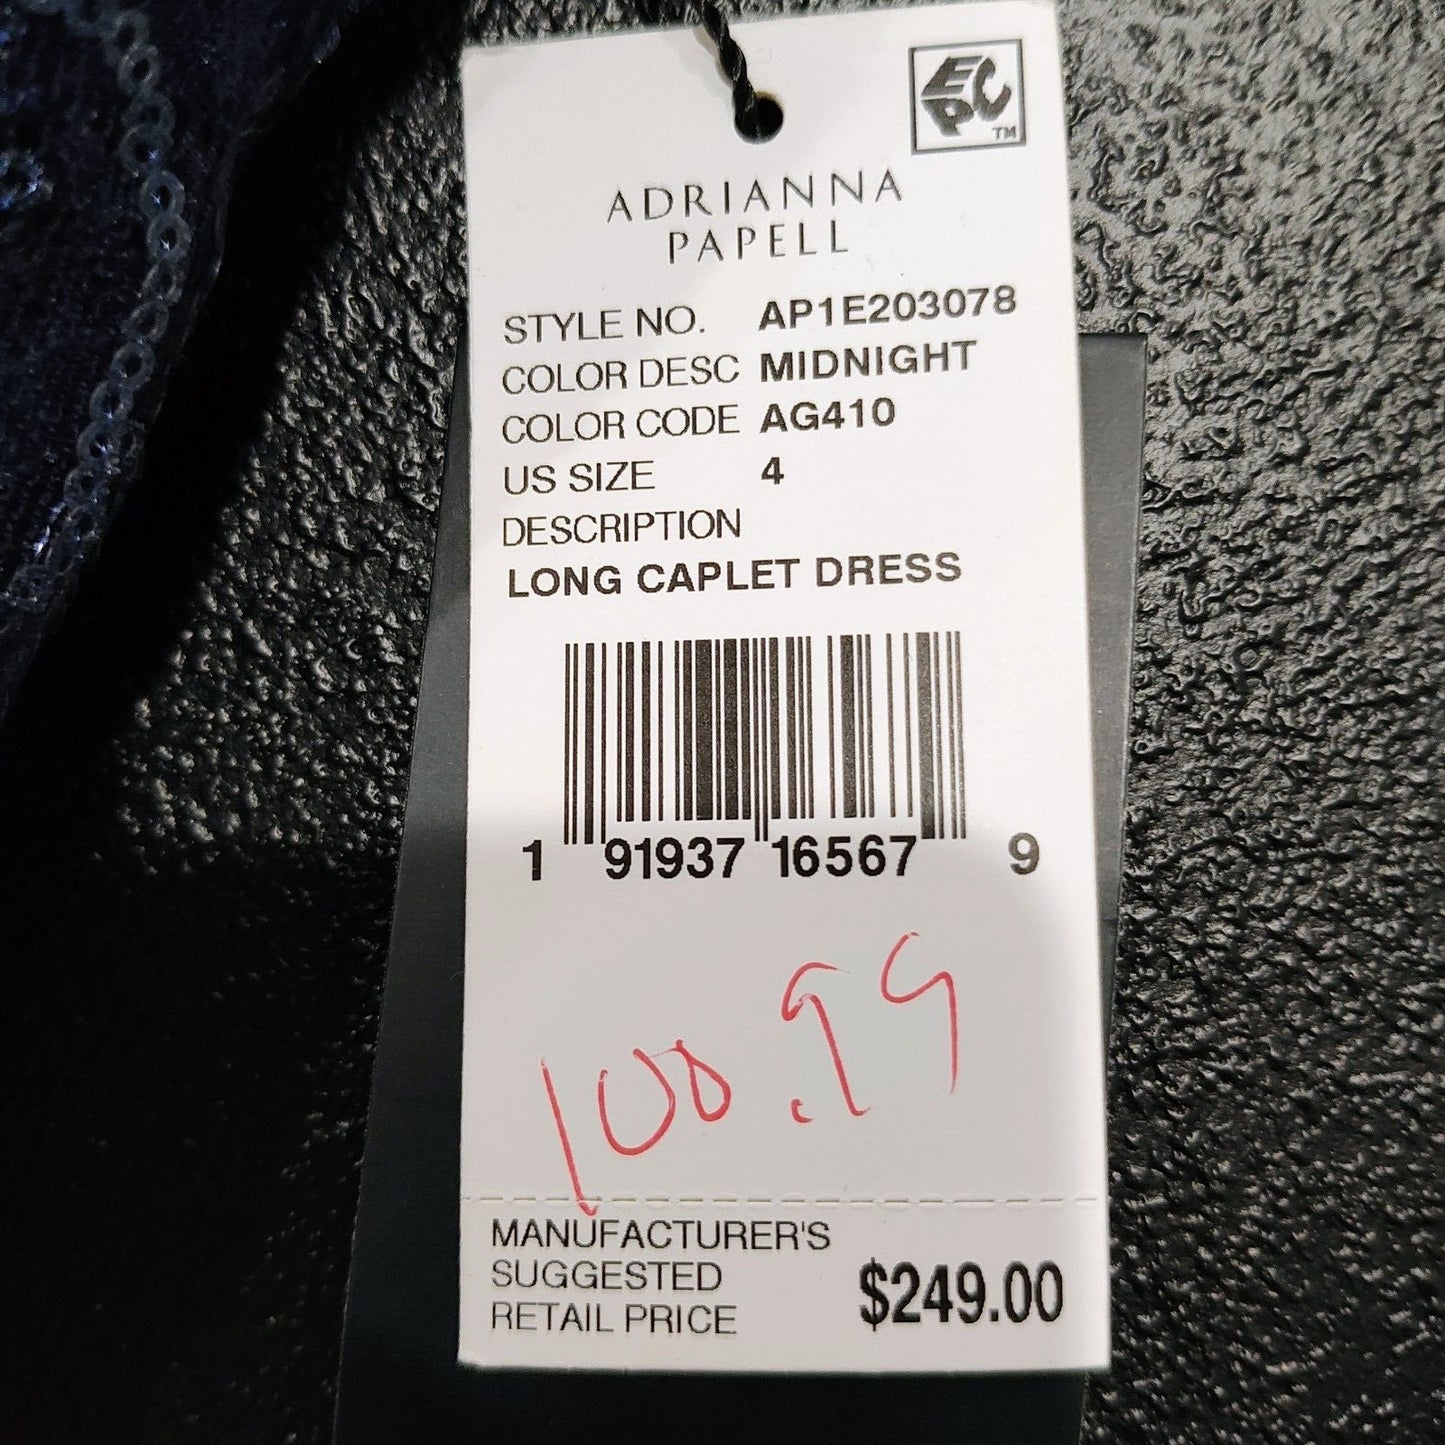 EPC TM
ADRIANNA
PAPELL
STYLE NO. AP1E203078
COLOR DESC MIDNIGHT
COLOR CODE AG410
US SIZE 4
DESCRIPTION
LONG CAPLET DRESS
1 91937 16567 9
100.99
MANUFACTURER'S
SUGGESTED
RETAIL PRICE $249.00